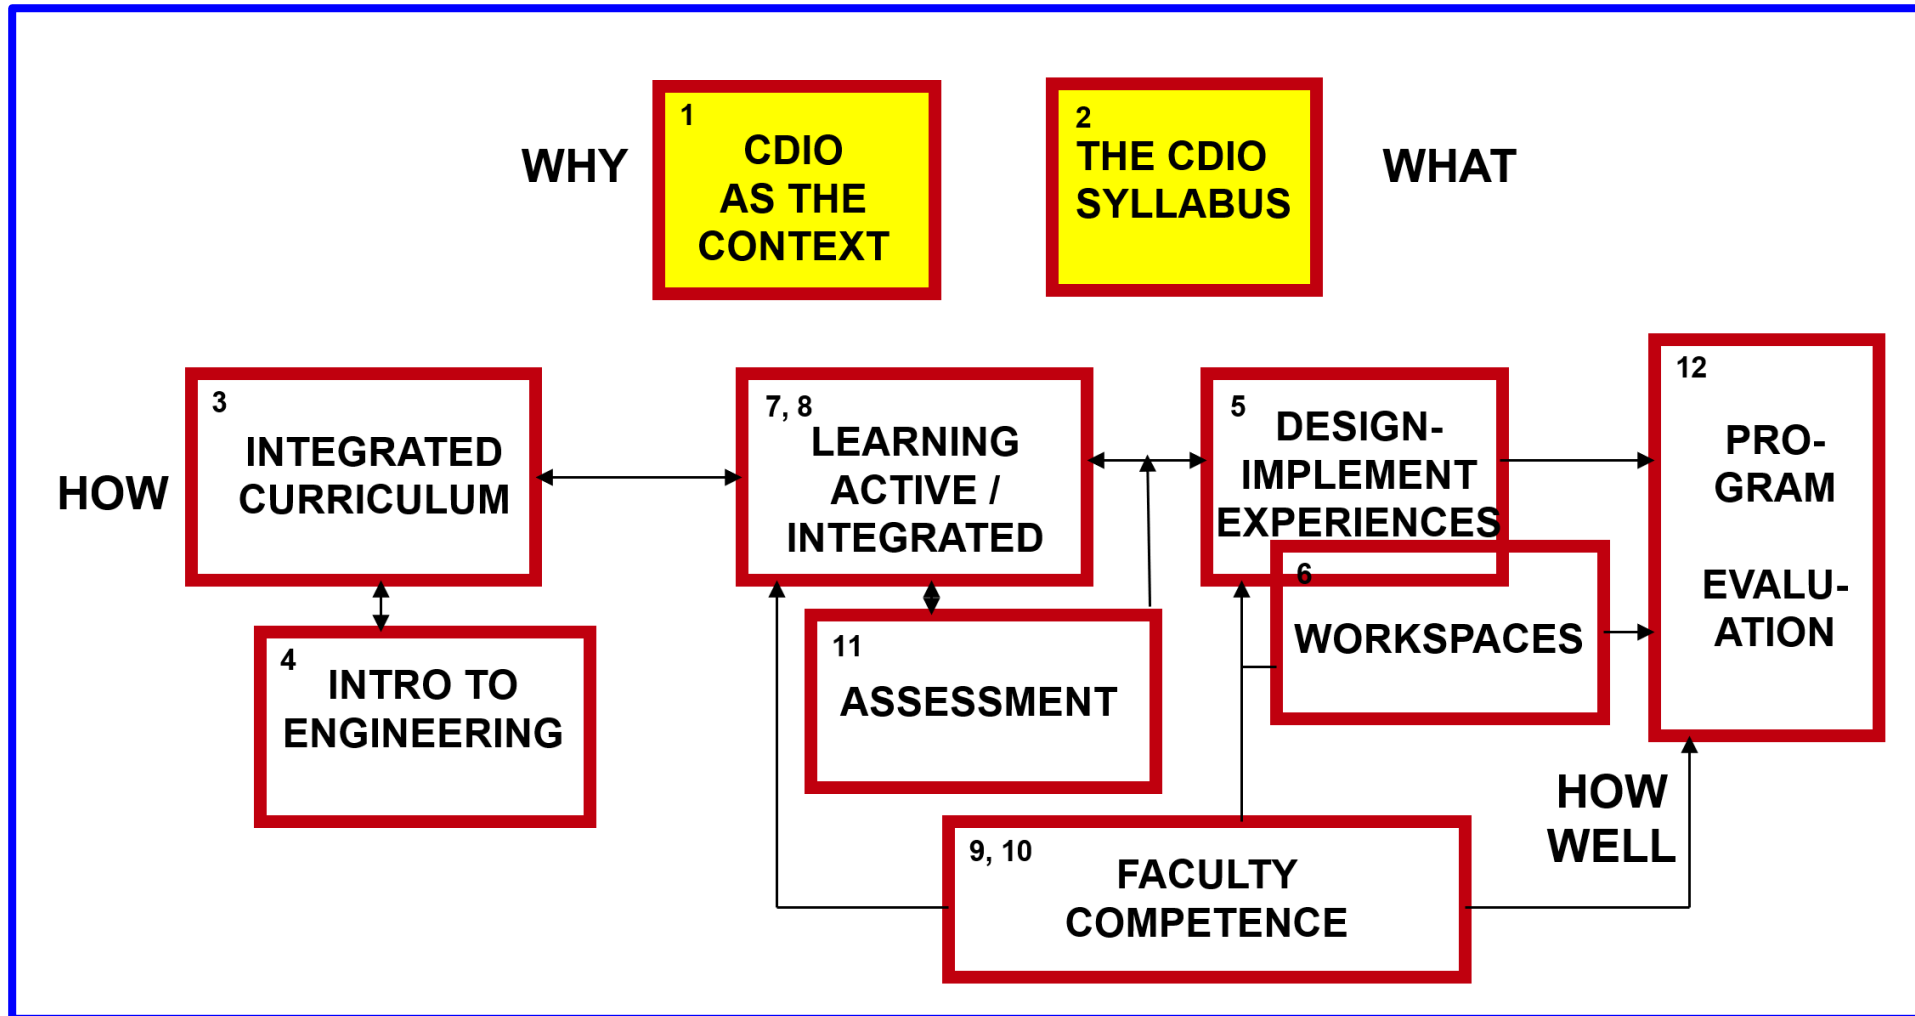 WHY
1
CDIO
AS THE
CONTEXT
2
THE CDIO
SYLLABUS
WHAT
HOW
3
INTEGRATED
CURRICULUM
4
INTRO TO
ENGINEERING
7, 8
LEARNING
ACTIVE /
INTEGRATED
11
ASSESSMENT
5
DESIGN-
IMPLEMENT
EXPERIENCES
6
WORKSPACES
9, 10
FACULTY
COMPETENCE
12
PRO-
GRAM
EVALU-
ATION
HOW
WELL